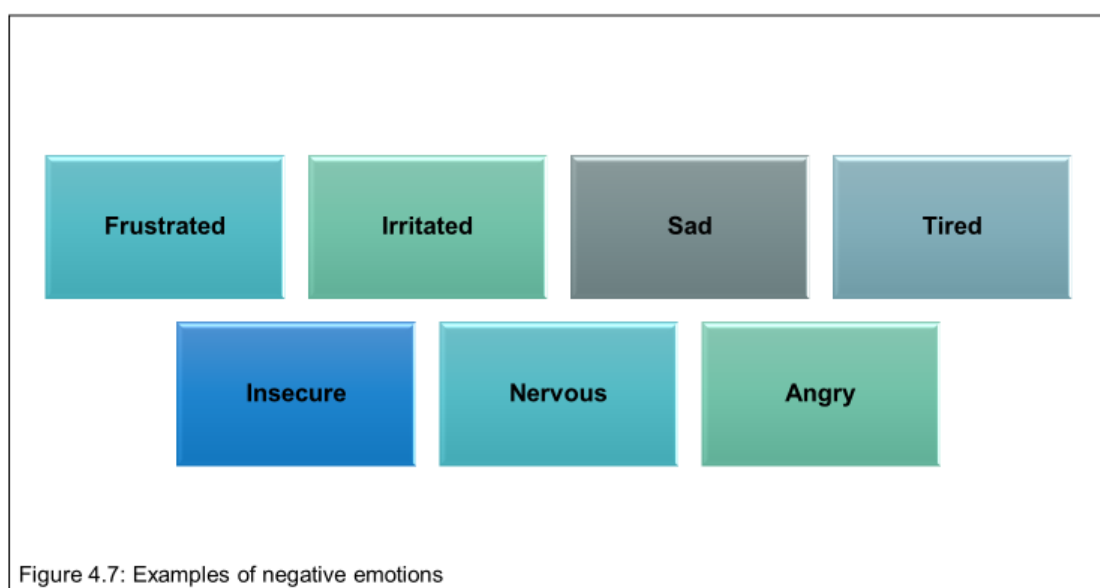 Frustrated Irritated Sad Tired
Insecure Nervous Angry
Figure 4.7: Examples of negative emotions